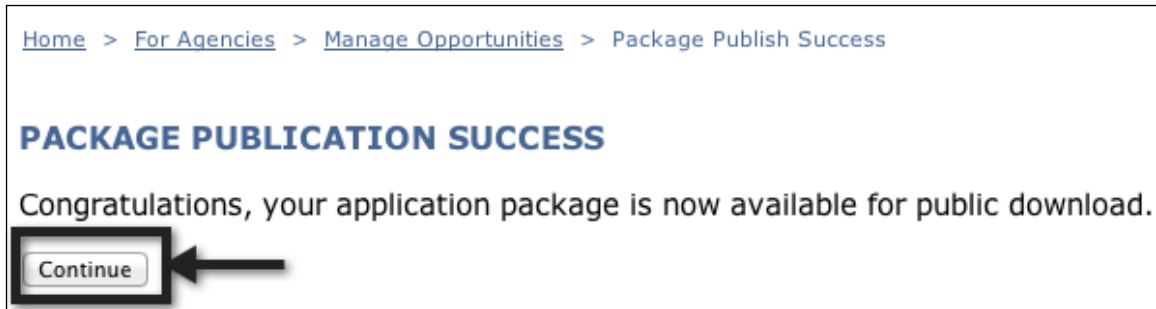 Home > For Agencies > Manage Opportunities > Package Publish Success
PACKAGE PUBLICATION SUCCESS
Congratulations, your application package is now available for public download.
Continue